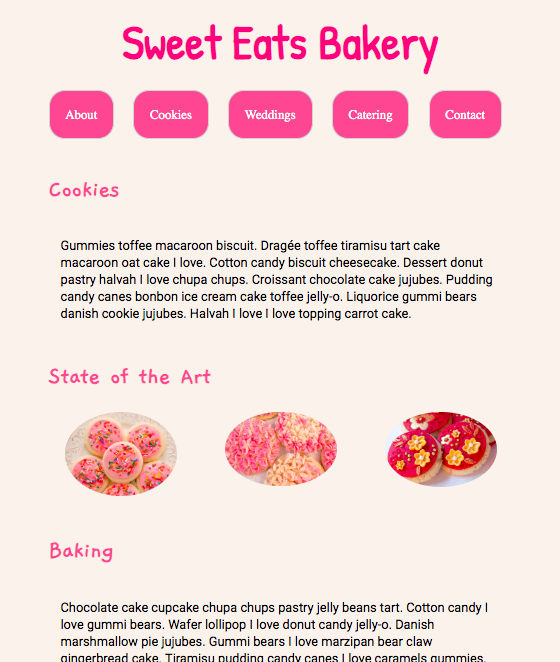 Sweet Eats Bakery
About Cookies Weddings Catering Contact
Cookies
Gummies toffee macaroon biscuit. Dragée toffee tiramisu tart cake
macaroon oat cake I love. Cotton candy biscuit cheesecake. Dessert donut
pastry halvah I love chupa chups. Croissant chocolate cake jujubes. Pudding
candy canes bonbon ice cream cake toffee jelly-o. Liquorice gummi bears
danish cookie jujubes. Halvah I love I love topping carrot cake.
State of the Art
Baking
Chocolate cake cupcake chupa chups pastry jelly beans tart. Cotton candy I
love gummi bears. Wafer lollipop I love donut candy jelly-o. Danish
marshmallow pie jujubes. Gummi bears I love marzipan bear claw
gingerbread cake. Tiramisu pudding candy canes I love caramels gummies.